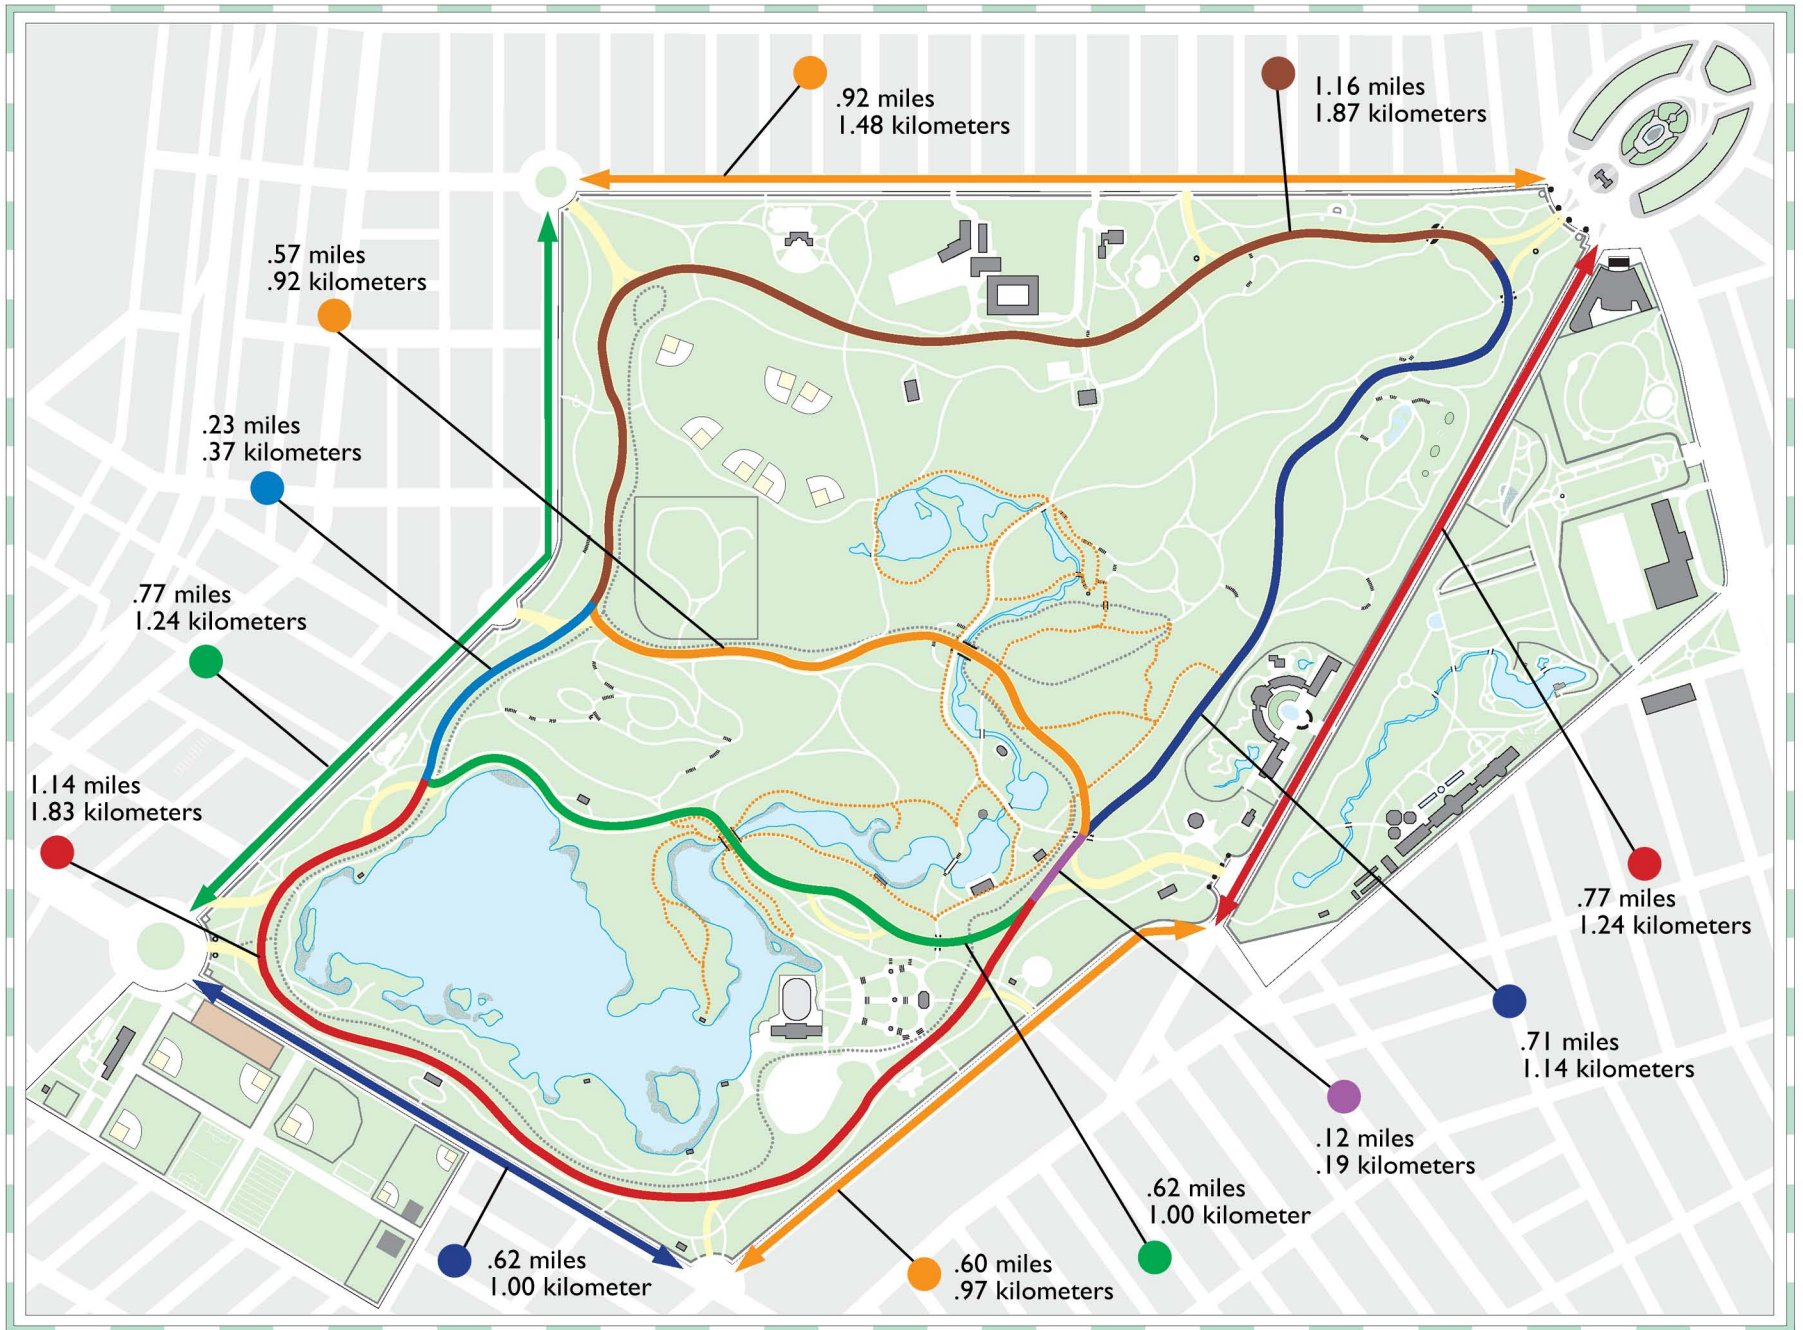 .92 miles
1.48 kilometers
1.16 miles
1.87 kilometers
.57 miles
.92 kilometers
.23 miles
.37 kilometers
.77 miles
1.24 kilometers
1.14 miles
1.83 kilometers
.77 miles
1.24 kilometers
.71 miles
1.14 kilometers
.12 miles
.19 kilometers
.62 miles
1.00 kilometer
.60 miles
.97 kilometers
.62 miles
1.00 kilometer